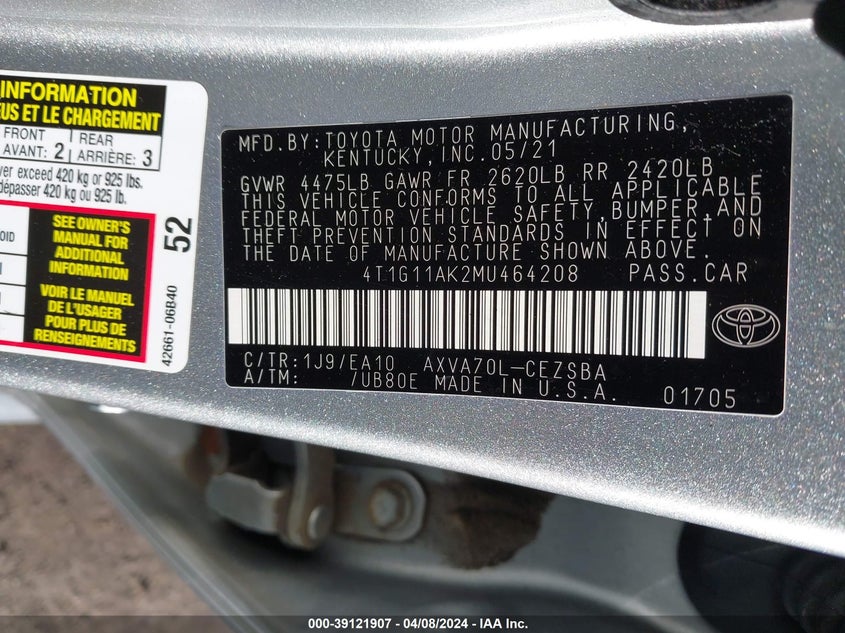 INFORMATION
EUS ET LE CHARGEMENT
FRONT
AVANT: 2
REAR
ARRIÈRE: 3
exceed 420 kg or 925 lbs.
dépasser 420 kg ou 925 lb.
SEE OWNER'S
MANUAL FOR
ADDITIONAL
INFORMATION
VOIR LE MANUEL
DE L'USAGER
POUR PLUS DE
RENSEIGNEMENTS
52
42661-06B40
MFD.BY:TOYOTA MOTOR MANUFACTURING,
KENTUCKY,INC.05/21
GVWR 4475LB GAWR FR 2620LB RR 2420LB
THIS VEHICLE CONFORMS TO ALL APPLICABLE
FEDERAL MOTOR VEHICLE SAFETY,BUMPER,AND
THEFT PREVENTION STANDARDS IN EFFECT ON
THE DATE OF MANUFACTURE SHOWN ABOVE.
4T1G11AK2MU464208 PASS.CAR
C/TR:1J9/EA10 AXVA70L-CEZSBA
A/TM: /UB80E MADE IN U.S.A. 01705
000-39121907 - 04/08/2024 - IAA Inc.